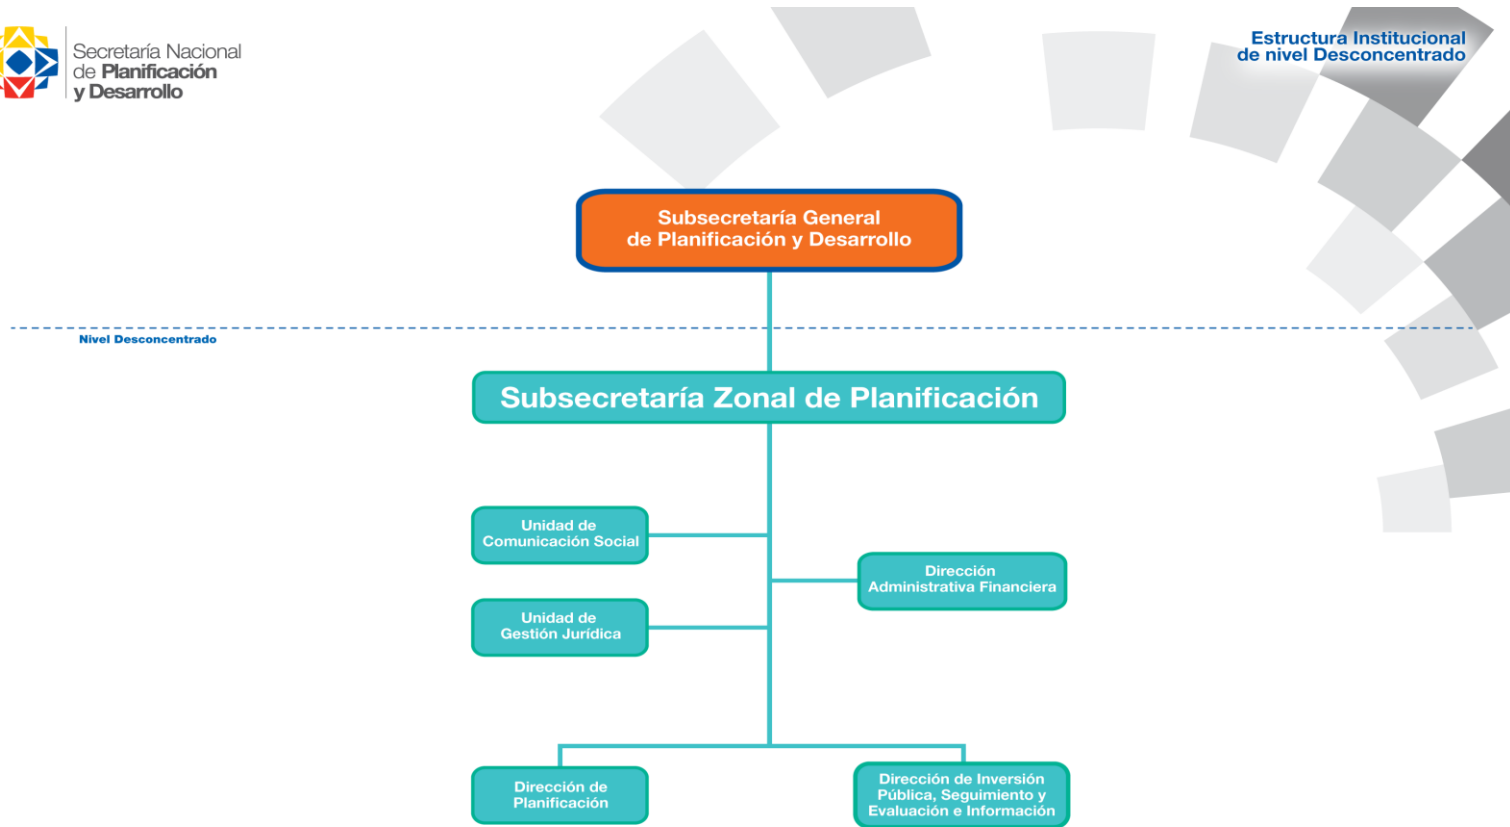 Secretaría Nacional
de Planificación
y Desarrollo
Estructura Institucional
de nivel Desconcentrado
Subsecretaría General
de Planificación y Desarrollo
Nivel Desconcentrado
Subsecretaría Zonal de Planificación
Unidad de
Comunicación Social
Dirección
Administrativa Financiera
Unidad de
Gestión Jurídica
Dirección de
Planificación
Dirección de Inversión
Pública, Seguimiento y
Evaluación e Información